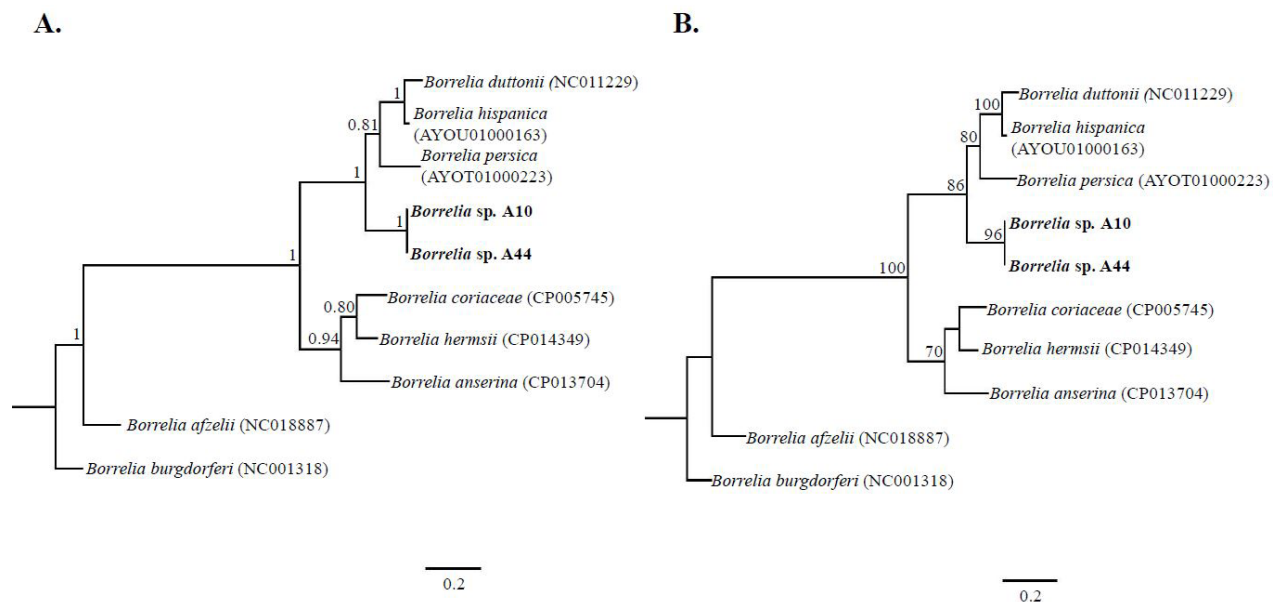 A.
Borrelia duttonii (NC011229)
1
Borrelia hispanica
(AYOU01000163)
0.81
Borrelia persica
(AYOT01000223)
1
Borrelia sp. A10
1
Borrelia sp. A44
1
Borrelia coriaceae (CP005745)
0.80
Borrelia hermsii (CP014349)
0.94
Borrelia anserina (CP013704)
1
Borrelia afzelii (NC018887)
Borrelia burgdorferi (NC001318)
0.2
B.
Borrelia duttonii (NC011229)
100
Borrelia hispanica
(AYOU01000163)
80
Borrelia persica (AYOT01000223)
86
Borrelia sp. A10
96
Borrelia sp. A44
100
Borrelia coriaceae (CP005745)
Borrelia hermsii (CP014349)
70
Borrelia anserina (CP013704)
Borrelia afzelii (NC018887)
Borrelia burgdorferi (NC001318)
0.2